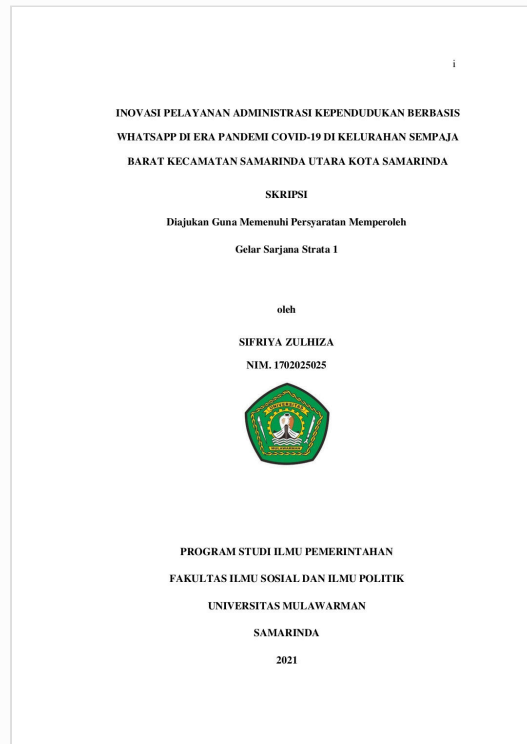 i
INOVASI PELAYANAN ADMINISTRASI KEPENDUDUKAN BERBASIS
WHATSAPP DI ERA PANDEMI COVID-19 DI KELURAHAN SEMPAJA
BARAT KECAMATAN SAMARINDA UTARA KOTA SAMARINDA
SKRIPSI
Diajukan Guna Memenuhi Persyaratan Memperoleh
Gelar Sarjana Strata 1
oleh
SIFRIYA ZULHIZA
NIM. 1702025025
UNIVERSITAS
MULAWARMAN
PROGRAM STUDI ILMU PEMERINTAHAN
FAKULTAS ILMU SOSIAL DAN ILMU POLITIK
UNIVERSITAS MULAWARMAN
SAMARINDA
2021